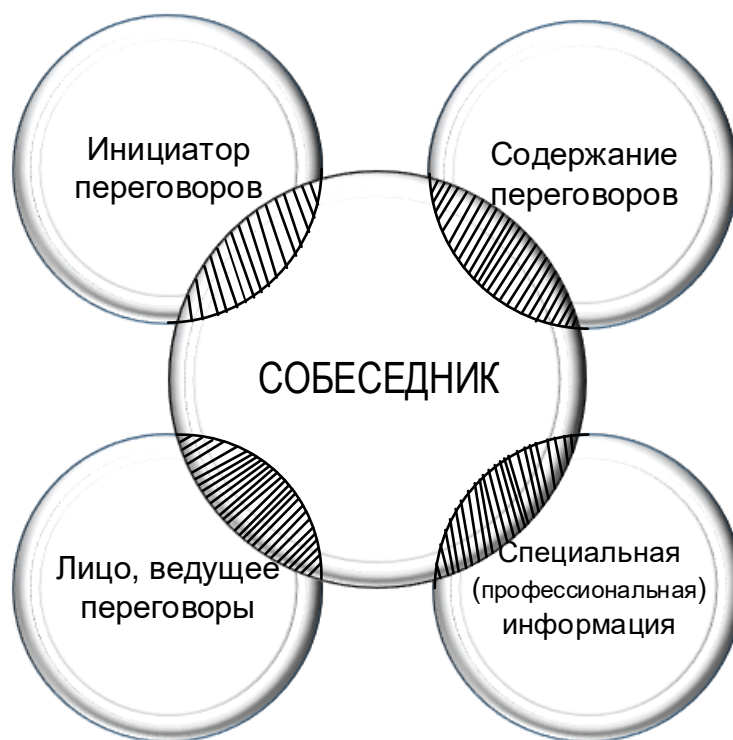 Инициатор
переговоров
Содержание
переговоров
СОБЕСЕДНИК
Лицо, ведущее
переговоры
Специальная
(профессиональная)
информация